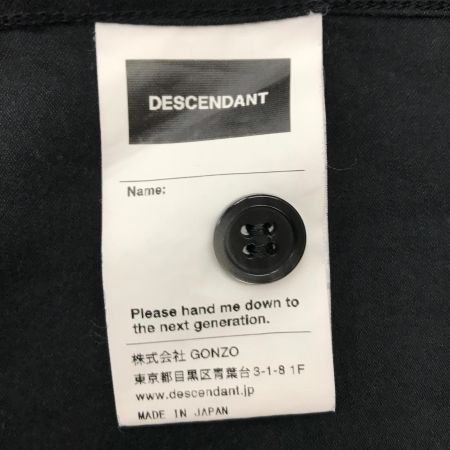 DESCENDANT
Name:
Please hand me down to
the next generation.
株式会社 GONZO
東京都目黒区青葉台3-1-8 1F
www.descendant.jp
MADE IN JAPAN